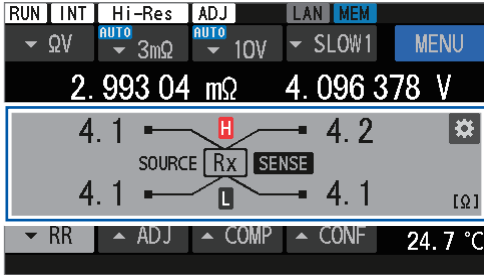 RUN INT Hi-Res ADJ LAN MEM
ΩV AUTO 3mΩ AUTO 10V SLOW1 MENU
2.993 04 mΩ 4.096 378 V
4.1 H 4.2
SOURCE Rx SENSE
4.1 L 4.1 [Ω]
RR ADJ COMP CONF 24.7 °C